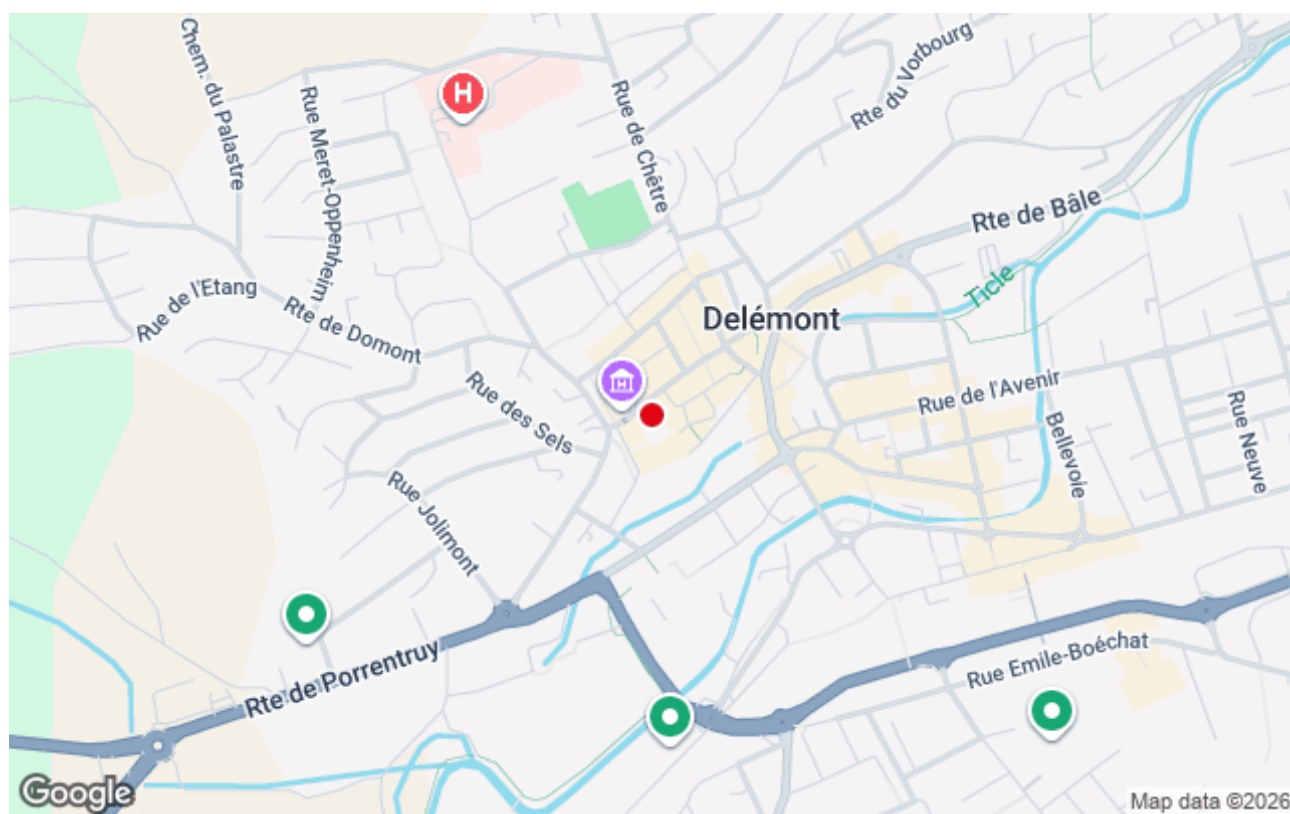 Chem. du Palastre
Rue Meret-Oppenheim
H
Rue de Chêtre
Rte du Vorbourg
Rte de Bâle
Rue de l'Etang
Rte de Domont
Delémont
Ticle
Rue des Sels
H
Rue de l'Avenir
Bellevoie
Rue Neuve
Rue Jolimont
Rte de Porrentruy
Rue Emile-Boéchat
Google
Map data ©2026